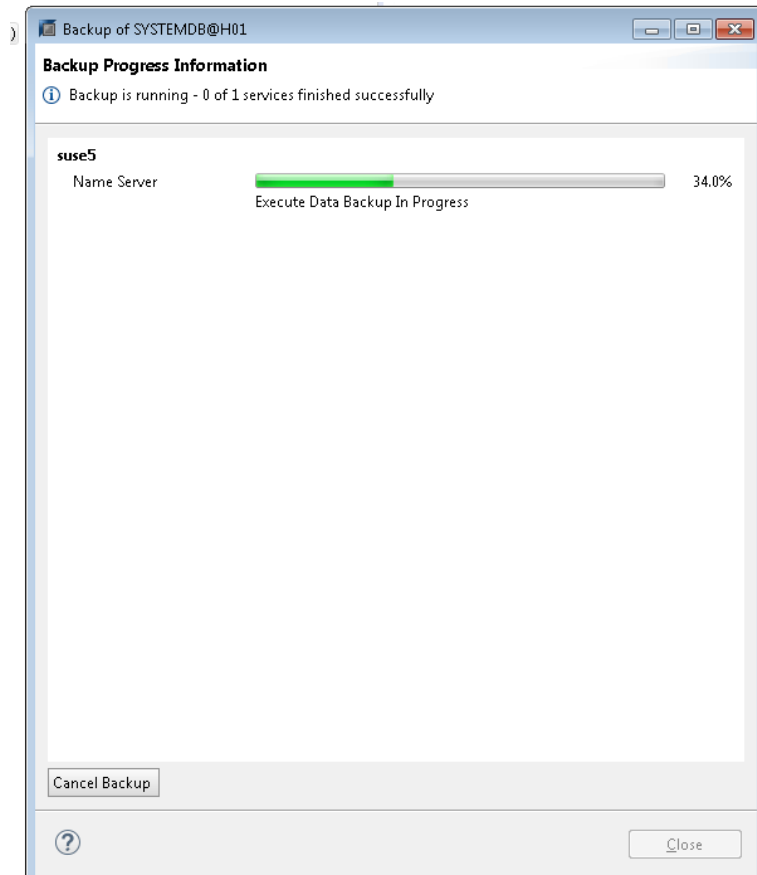 )
Backup of SYSTEMDB@H01
Backup Progress Information
Backup is running - 0 of 1 services finished successfully
suse5
Name Server 34.0%
Execute Data Backup In Progress
Cancel Backup
?
Close